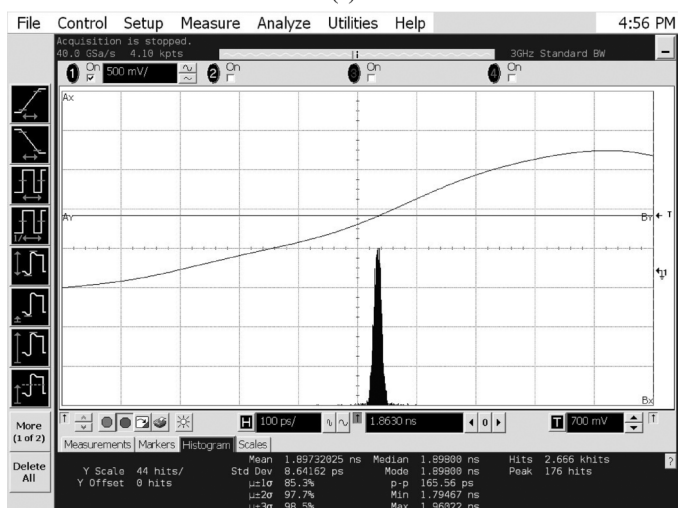 File Control Setup Measure Analyze Utilities Help 4:56 PM
Acquisition is stopped.
40.0 GSa/s 4.10 kpts 3GHz Standard BW
1 On 500 mV/ 2 On 3 On 4 On
Ax
Ay By T
1
Bx
More
(1 of 2)
Delete
All
H 100 ps/ 1.8630 ns 0 T 700 mV
Measurements Markers Histogram Scales
Mean 1.89732025 ns Median 1.89800 ns Hits 2.666 khits
Y Scale 44 hits/ Std Dev 8.64162 ps Mode 1.89800 ns Peak 176 hits
Y Offset 0 hits μ±1σ 85.3% p-p 165.56 ps
μ±2σ 97.7% Min 1.79467 ns
μ±3σ 98.5% Max 1.96022 ns